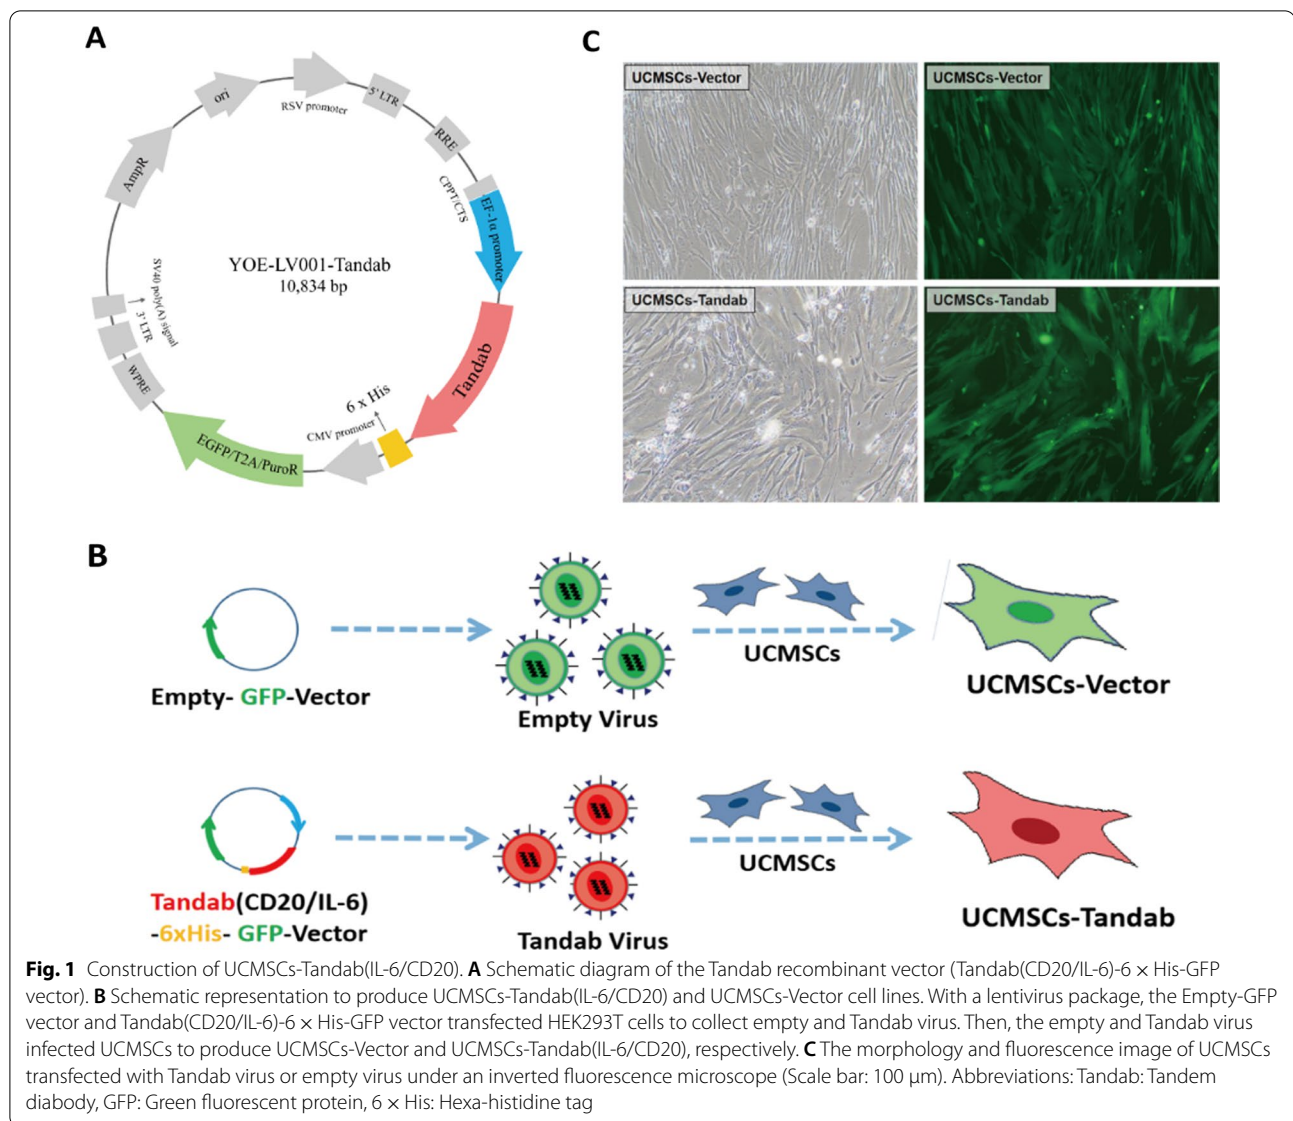 A
ori
RSV promoter
5' LTR
RRE
CPPT/CTS
EF-1α promoter
AmpR
YOE-LV001-Tandab
10,834 bp
SV40 poly(A) signal
3' LTR
WPRE
Tandab
6 x His
CMV promoter
EGFP/T2A/PuroR
C
UCMSCs-Vector
UCMSCs-Vector
UCMSCs-Tandab
UCMSCs-Tandab
B
Empty- GFP-Vector
Empty Virus
UCMSCs
UCMSCs-Vector
Tandab(CD20/IL-6)
-6xHis- GFP-Vector
Tandab Virus
UCMSCs
UCMSCs-Tandab
Fig. 1 Construction of UCMSCs-Tandab(IL-6/CD20). A Schematic diagram of the Tandab recombinant vector (Tandab(CD20/IL-6)-6 × His-GFP
vector). B Schematic representation to produce UCMSCs-Tandab(IL-6/CD20) and UCMSCs-Vector cell lines. With a lentivirus package, the Empty-GFP
vector and Tandab(CD20/IL-6)-6 × His-GFP vector transfected HEK293T cells to collect empty and Tandab virus. Then, the empty and Tandab virus
infected UCMSCs to produce UCMSCs-Vector and UCMSCs-Tandab(IL-6/CD20), respectively. C The morphology and fluorescence image of UCMSCs
transfected with Tandab virus or empty virus under an inverted fluorescence microscope (Scale bar: 100 μm). Abbreviations: Tandab: Tandem
diabody, GFP: Green fluorescent protein, 6 × His: Hexa-histidine tag